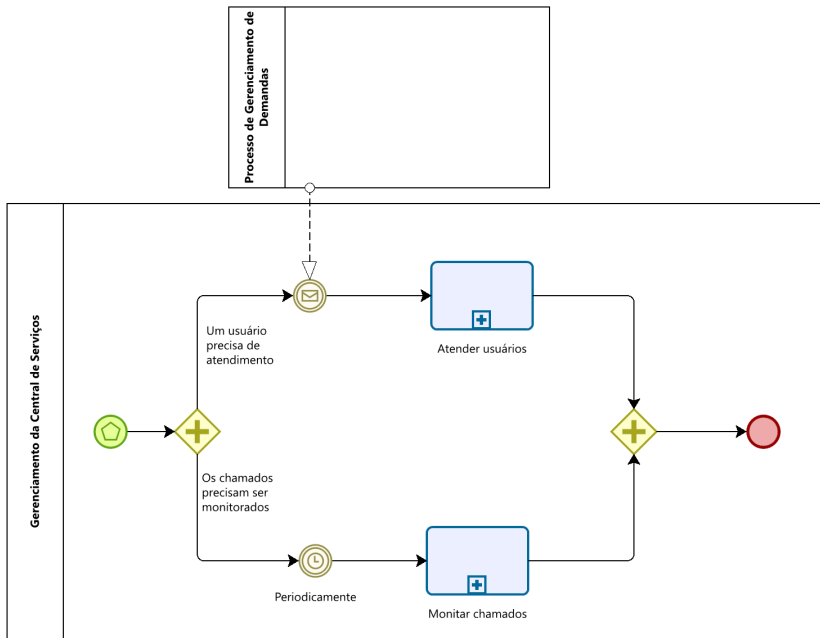 Processo de Gerenciamento de
Demandas
Gerenciamento da Central de Serviços
Um usuário
precisa de
atendimento
Atender usuários
Os chamados
precisam ser
monitorados
Periodicamente
Monitar chamados